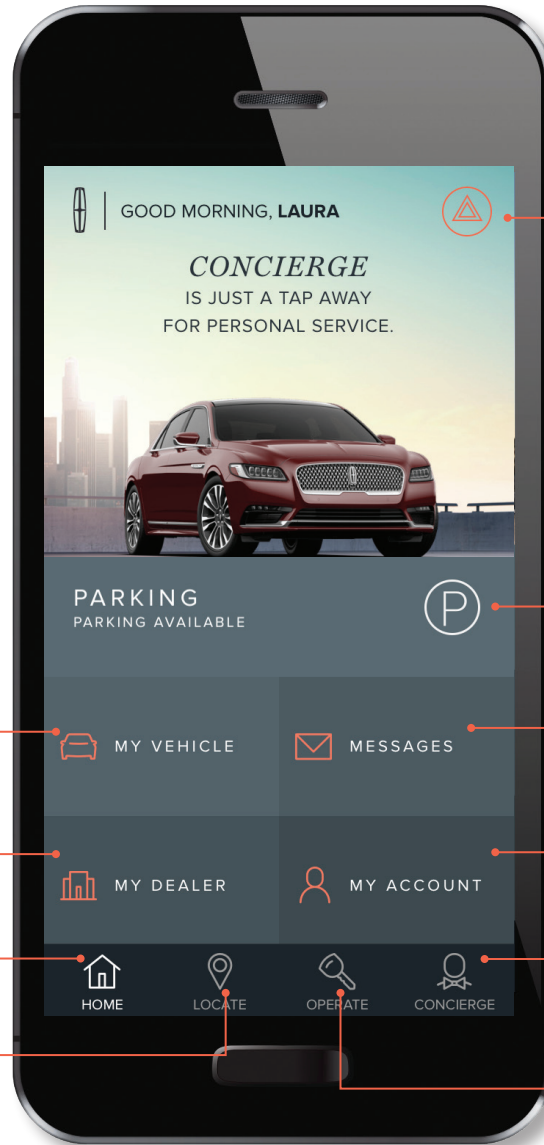 GOOD MORNING, LAURA
CONCIERGE
IS JUST A TAP AWAY
FOR PERSONAL SERVICE.
PARKING
PARKING AVAILABLE
P
MY VEHICLE
MESSAGES
MY DEALER
MY ACCOUNT
HOME
LOCATE
OPERATE
CONCIERGE